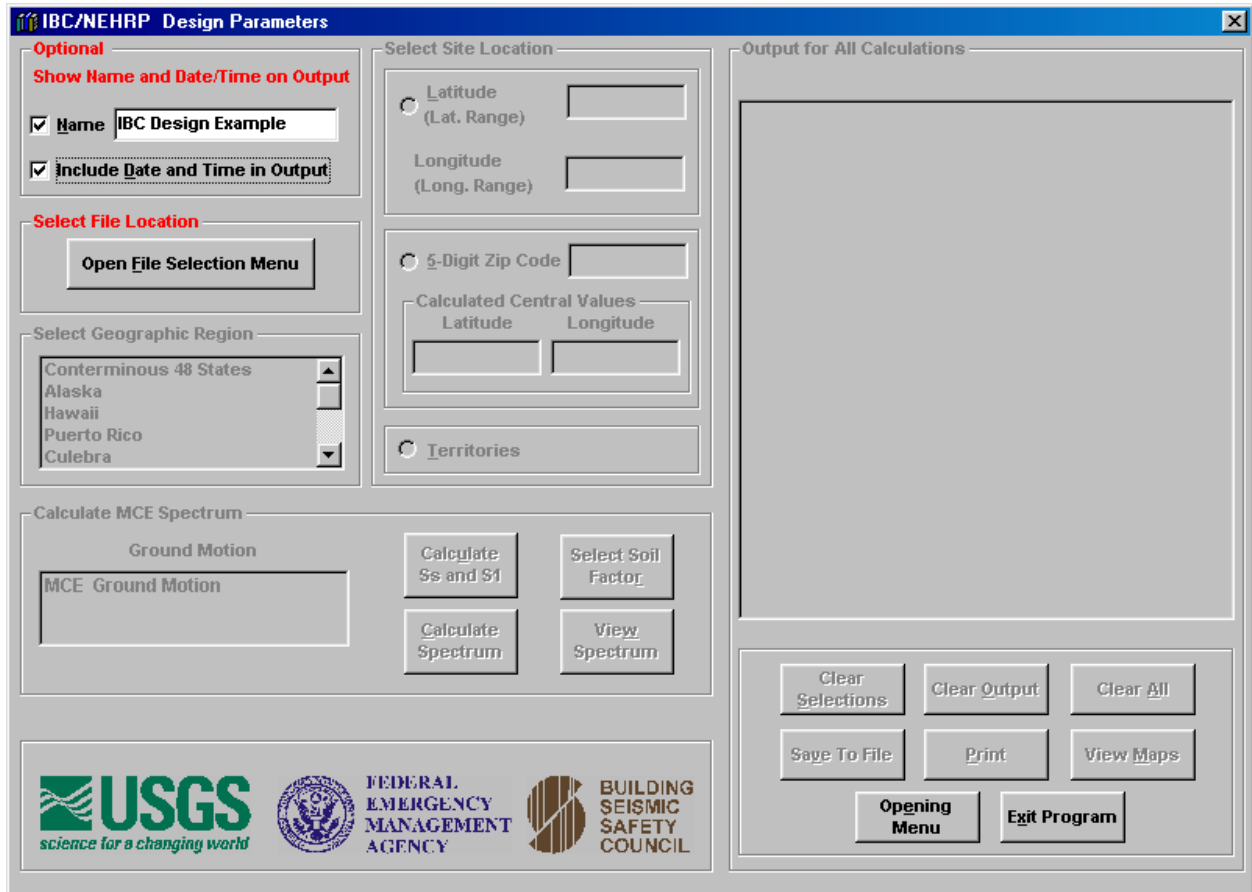 IBC/NEHRP Design Parameters
Optional
Show Name and Date/Time on Output
Name IBC Design Example
Include Date and Time in Output
Select File Location
Open File Selection Menu
Select Geographic Region
Conterminous 48 States
Alaska
Hawaii
Puerto Rico
Culebra
Select Site Location
Latitude
(Lat. Range)
Longitude
(Long. Range)
5-Digit Zip Code
Calculated Central Values
Latitude Longitude
Territories
Calculate MCE Spectrum
Ground Motion
MCE Ground Motion
Calculate
Ss and S1
Select Soil
Factor
Calculate
Spectrum
View
Spectrum
USGS
science for a changing world
FEDERAL
EMERGENCY
MANAGEMENT
AGENCY
BUILDING
SEISMIC
SAFETY
COUNCIL
Output for All Calculations
Clear
Selections
Clear Output
Clear All
Save To File
Print
View Maps
Opening
Menu
Exit Program